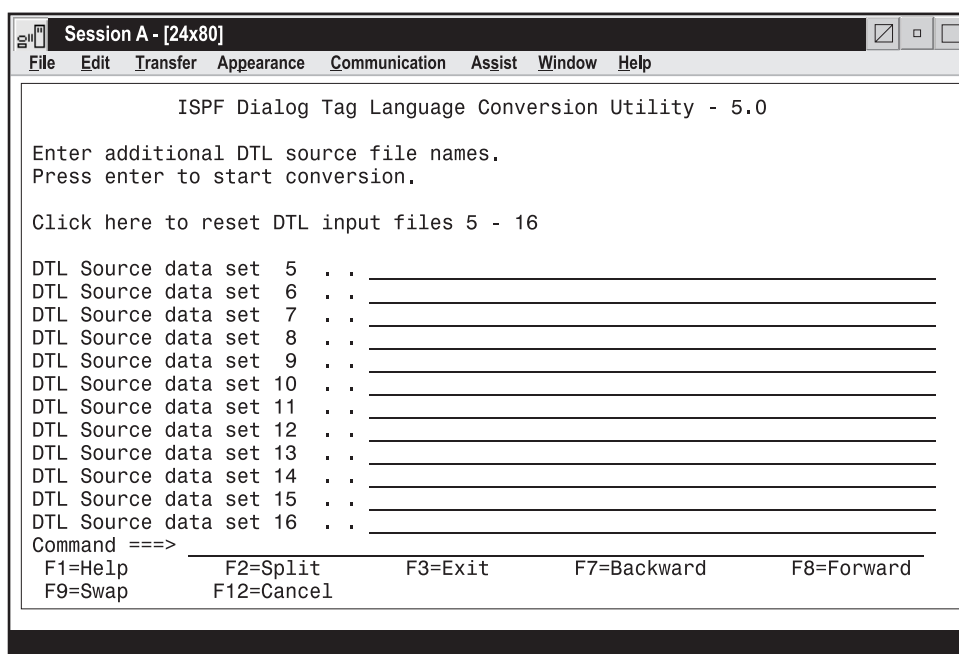 Session A - [24x80]
File Edit Transfer Appearance Communication Assist Window Help
ISPF Dialog Tag Language Conversion Utility - 5.0
Enter additional DTL source file names.
Press enter to start conversion.
Click here to reset DTL input files 5 - 16
DTL Source data set 5 . .
DTL Source data set 6 . .
DTL Source data set 7 . .
DTL Source data set 8 . .
DTL Source data set 9 . .
DTL Source data set 10 . .
DTL Source data set 11 . .
DTL Source data set 12 . .
DTL Source data set 13 . .
DTL Source data set 14 . .
DTL Source data set 15 . .
DTL Source data set 16 . .
Command ===>
F1=Help F2=Split F3=Exit F7=Backward F8=Forward
F9=Swap F12=Cancel